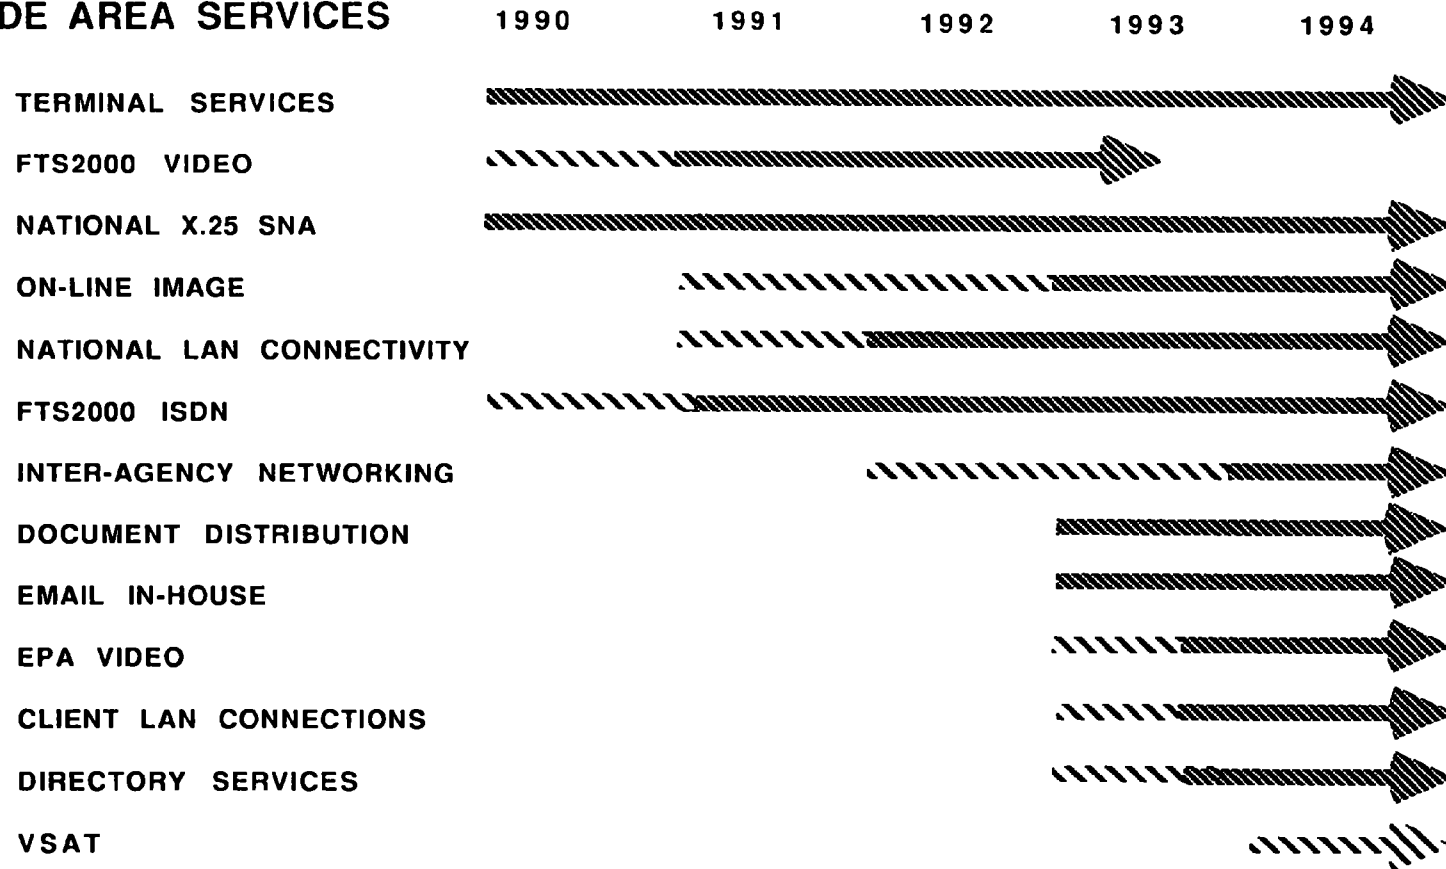 DE AREA SERVICES 1990 1991 1992 1993 1994
TERMINAL SERVICES
FTS2000 VIDEO
NATIONAL X.25 SNA
ON-LINE IMAGE
NATIONAL LAN CONNECTIVITY
FTS2000 ISDN
INTER-AGENCY NETWORKING
DOCUMENT DISTRIBUTION
EMAIL IN-HOUSE
EPA VIDEO
CLIENT LAN CONNECTIONS
DIRECTORY SERVICES
VSAT